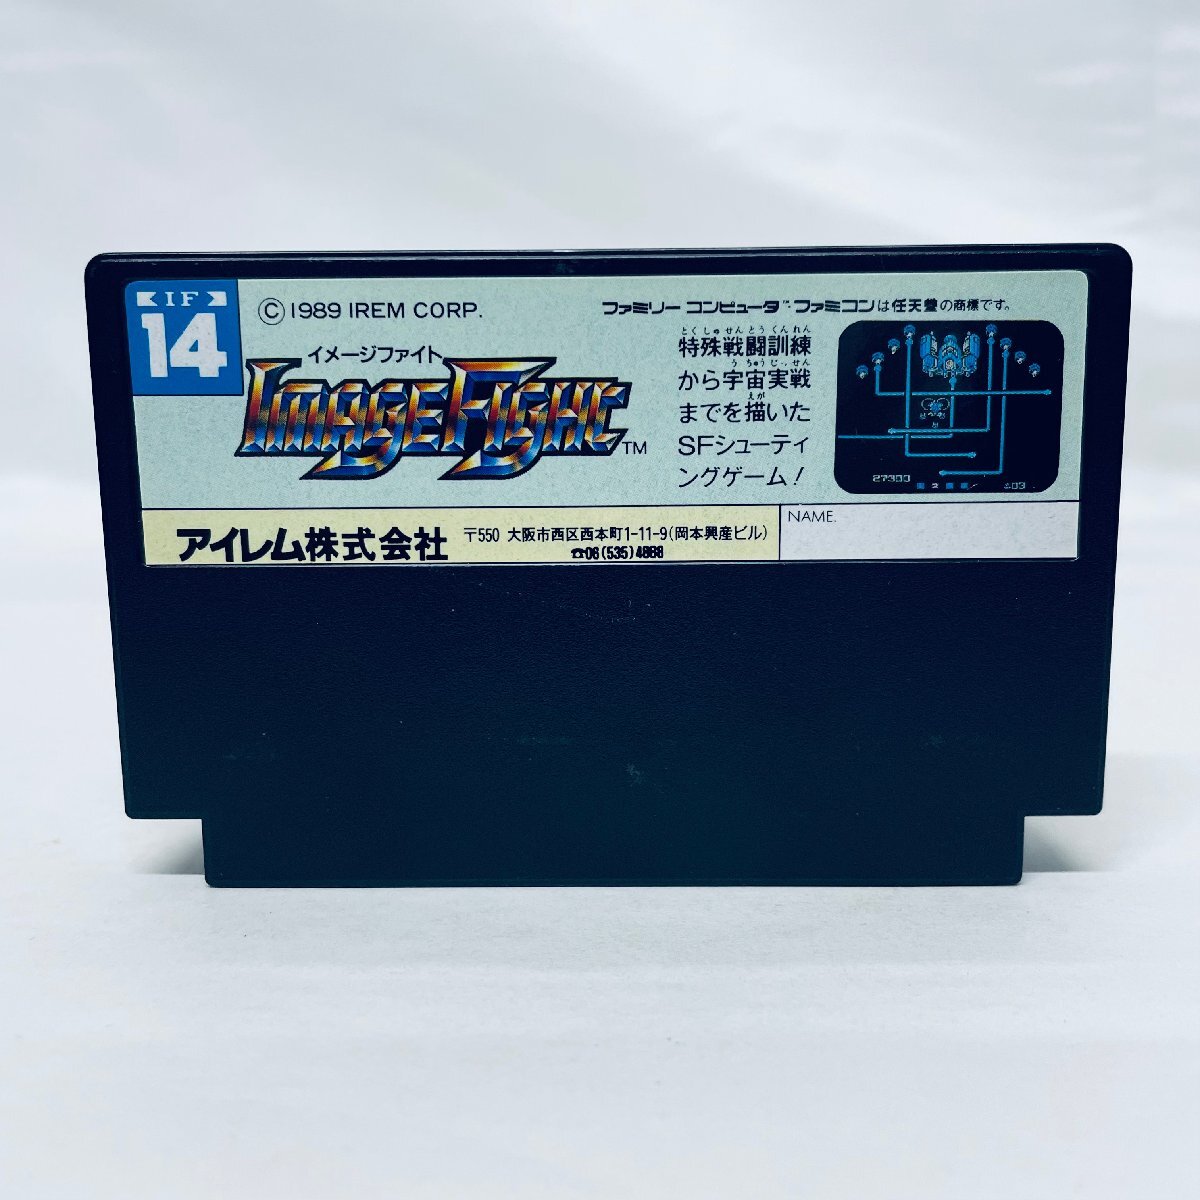 IF
14
©1989 IREM CORP.
ファミリー コンピュータ™・ファミコンは任天堂の商標です。
イメージファイト
IMAGE FIGHT™
とくしゅせんとうくんれん
特殊戦闘訓練
うちゅうじっせん
から宇宙実戦
えが
までを描いた
SFシューティ
ングゲーム!
27300
03
アイレム株式会社
〒550 大阪市西区西本町1-11-9(岡本興産ビル)
☎06(535)4888
NAME.